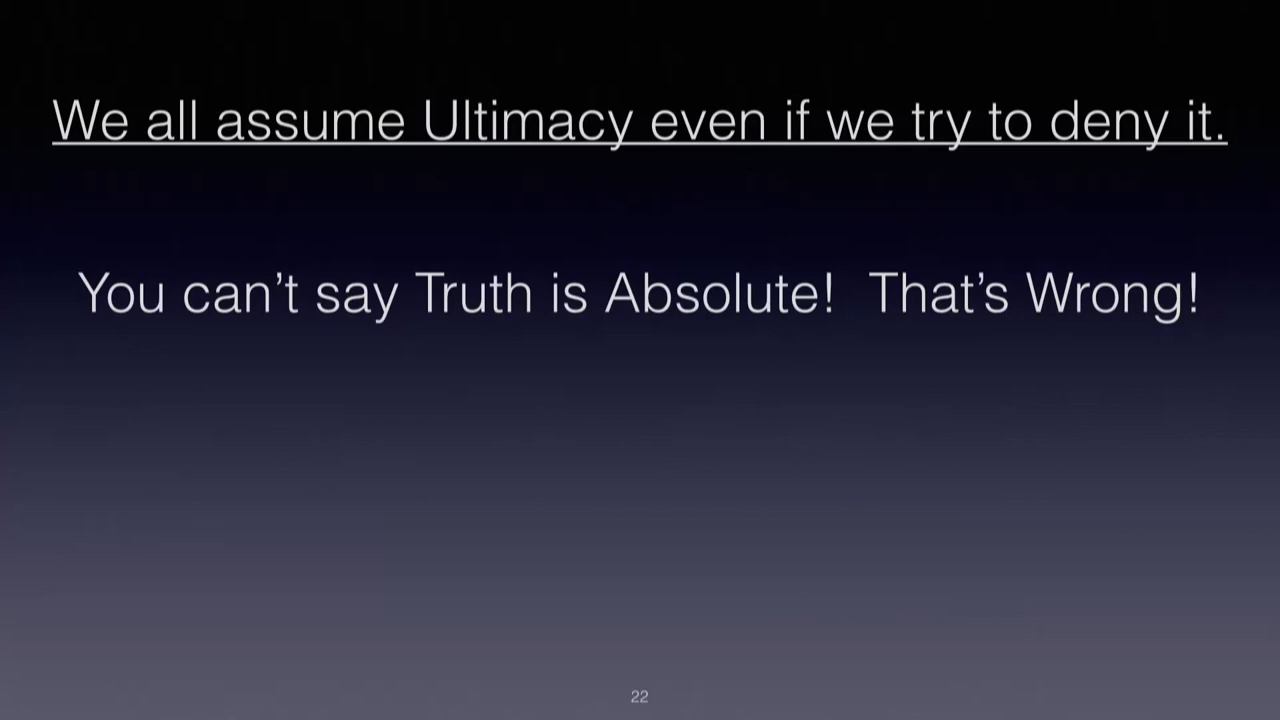 We all assume Ultimacy even if we try to deny it.
You can’t say Truth is Absolute!  That’s Wrong!
22